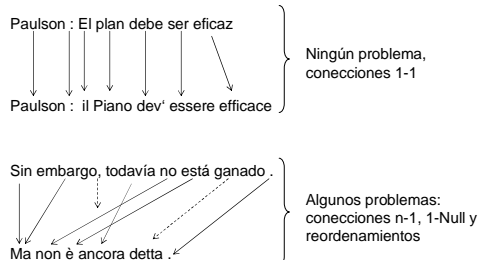 Paulson : El plan debe ser eficaz
Ningún problema,
conecciones 1-1
Paulson : il Piano dev‘ essere efficace
Sin embargo, todavía no está ganado .
Algunos problemas:
conecciones n-1, 1-Null y
reordenamientos
Ma non è ancora detta .